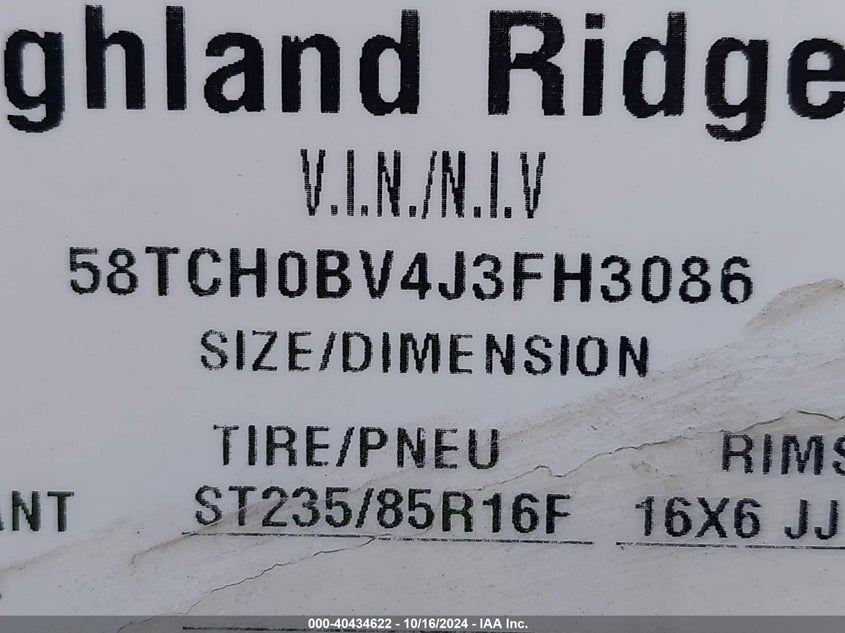 ghland Ridge
V.I.N./N.I.V
58TCH0BV4J3FH3086
SIZE/DIMENSION
TIRE/PNEU RIMS
ANT ST235/85R16F 16X6 JJ
000-40434622 - 10/16/2024 - IAA Inc.